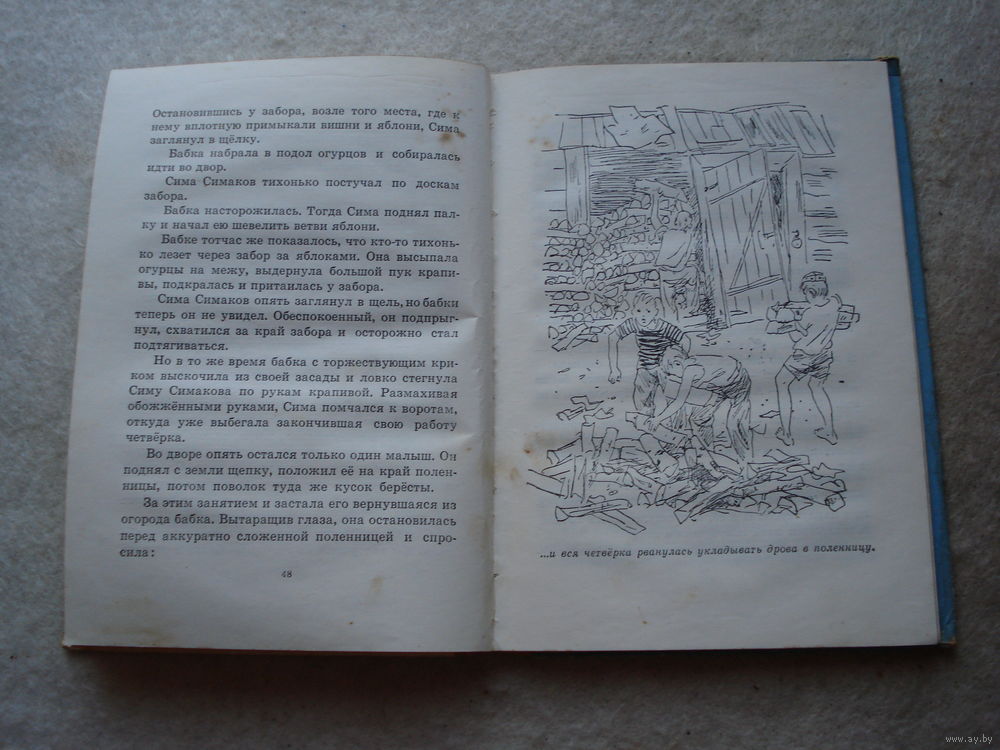 Остановившись у забора, возле того места, где к
нему вплотную примыкали вишни и яблони, Сима
заглянул в щёлку.
Бабка набрала в подол огурцов и собиралась
идти во двор.
Сима Симаков тихонько постучал по доскам
забора.
Бабка насторожилась. Тогда Сима поднял пал-
ку и начал ею шевелить ветви яблони.
Бабке тотчас же показалось, что кто-то тихонь-
ко лезет через забор за яблоками. Она высыпала
огурцы на межу, выдернула большой пук крапи-
вы, подкралась и притаилась у забора.
Сима Симаков опять заглянул в щель, но бабки
теперь он не увидел. Обеспокоенный, он подпрыг-
нул, схватился за край забора и осторожно стал
подтягиваться.
Но в то же время бабка с торжествующим кри-
ком выскочила из своей засады и ловко стегнула
Симу Симакова по рукам крапивой. Размахивая
обожжёнными руками, Сима помчался к воротам,
откуда уже выбегала закончившая свою работу
четвёрка.
Во дворе опять остался только один малыш. Он
поднял с земли щепку, положил её на край полен-
ницы, потом поволок туда же кусок берёсты.
За этим занятием и застала его вернувшаяся из
огорода бабка. Вытаращив глаза, она остановилась
перед аккуратно сложенной поленницей и спро-
сила:
48
...и вся четвёрка рванулась укладывать дрова в поленницу.
www.ay.by